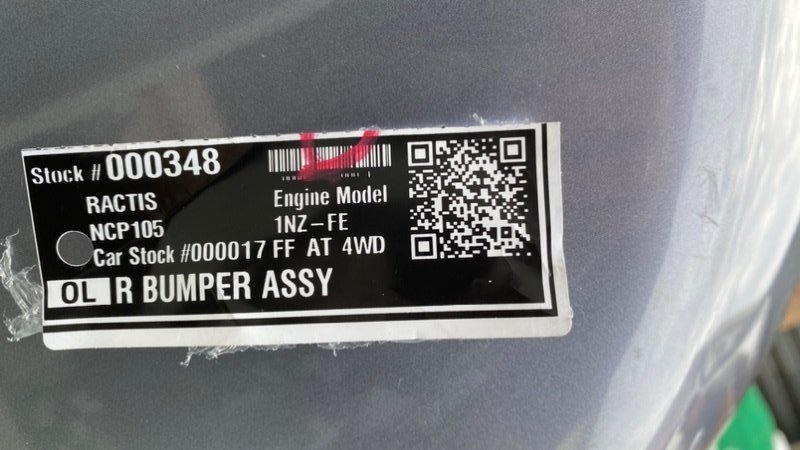 Stock # 000348
RACTIS
Engine Model
NCP105
1NZ-FE
Car Stock #000017 FF AT 4WD
OL R BUMPER ASSY